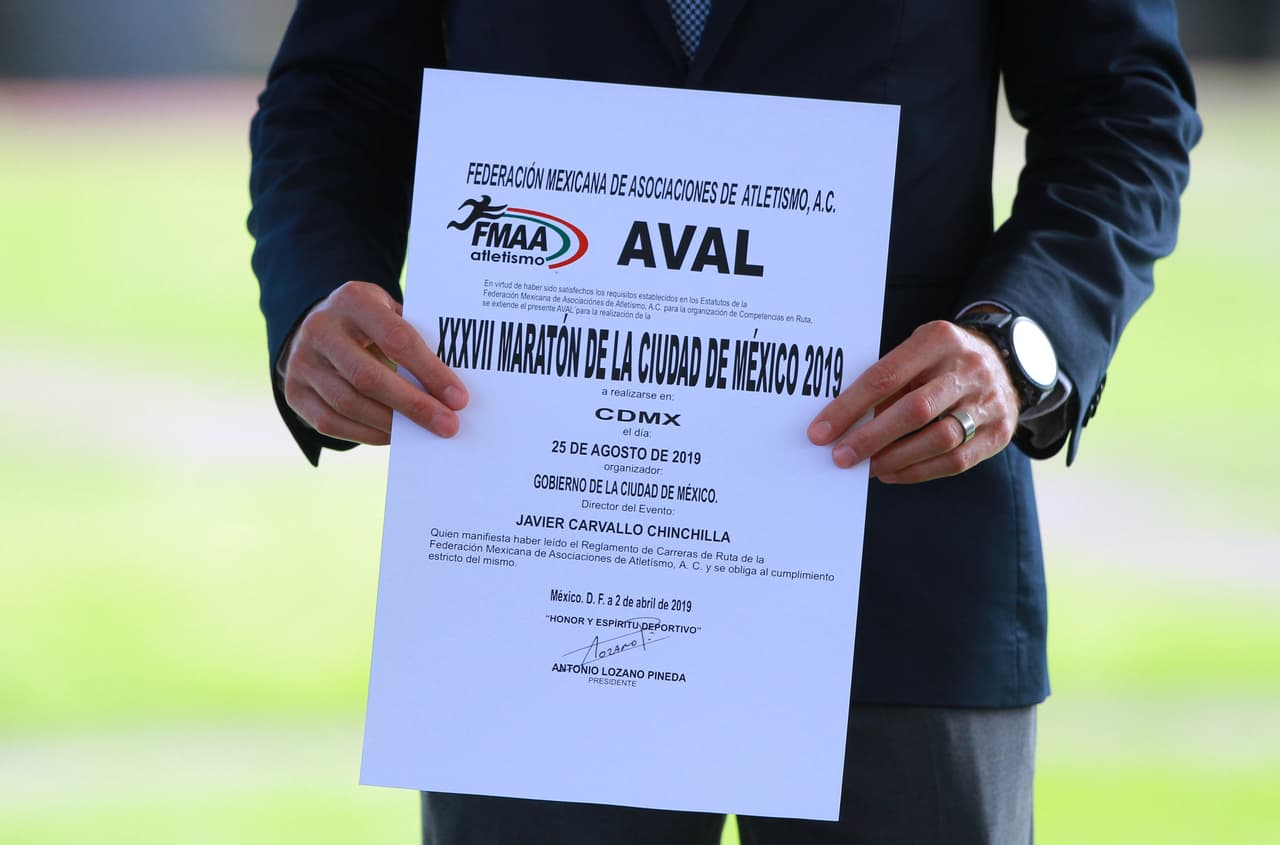 FEDERACIÓN MEXICANA DE ASOCIACIONES DE ATLETISMO, A.C.
FMAA
atletismo
AVAL
En virtud de haber sido satisfechos los requisitos establecidos en los Estatutos de la
Federación Mexicana de Asociaciónes de Atletísmo, A.C. para la organización de Competencias en Ruta,
se extiende el presente AVAL para la realización de la
XXXVII MARATÓN DE LA CIUDAD DE MÉXICO 2019
a realizarse en:
CDMX
el día:
25 DE AGOSTO DE 2019
organizador:
GOBIERNO DE LA CIUDAD DE MÉXICO.
Director del Evento:
JAVIER CARVALLO CHINCHILLA
Quien manifiesta haber leído el Reglamento de Carreras de Ruta de la
Federación Mexicana de Asociaciones de Atletísmo, A. C. y se obliga al cumplimiento
estricto del mismo.
México. D. F. a 2 de abril de 2019
"HONOR Y ESPÍRITU DEPORTIVO"
ANTONIO LOZANO PINEDA
PRESIDENTE